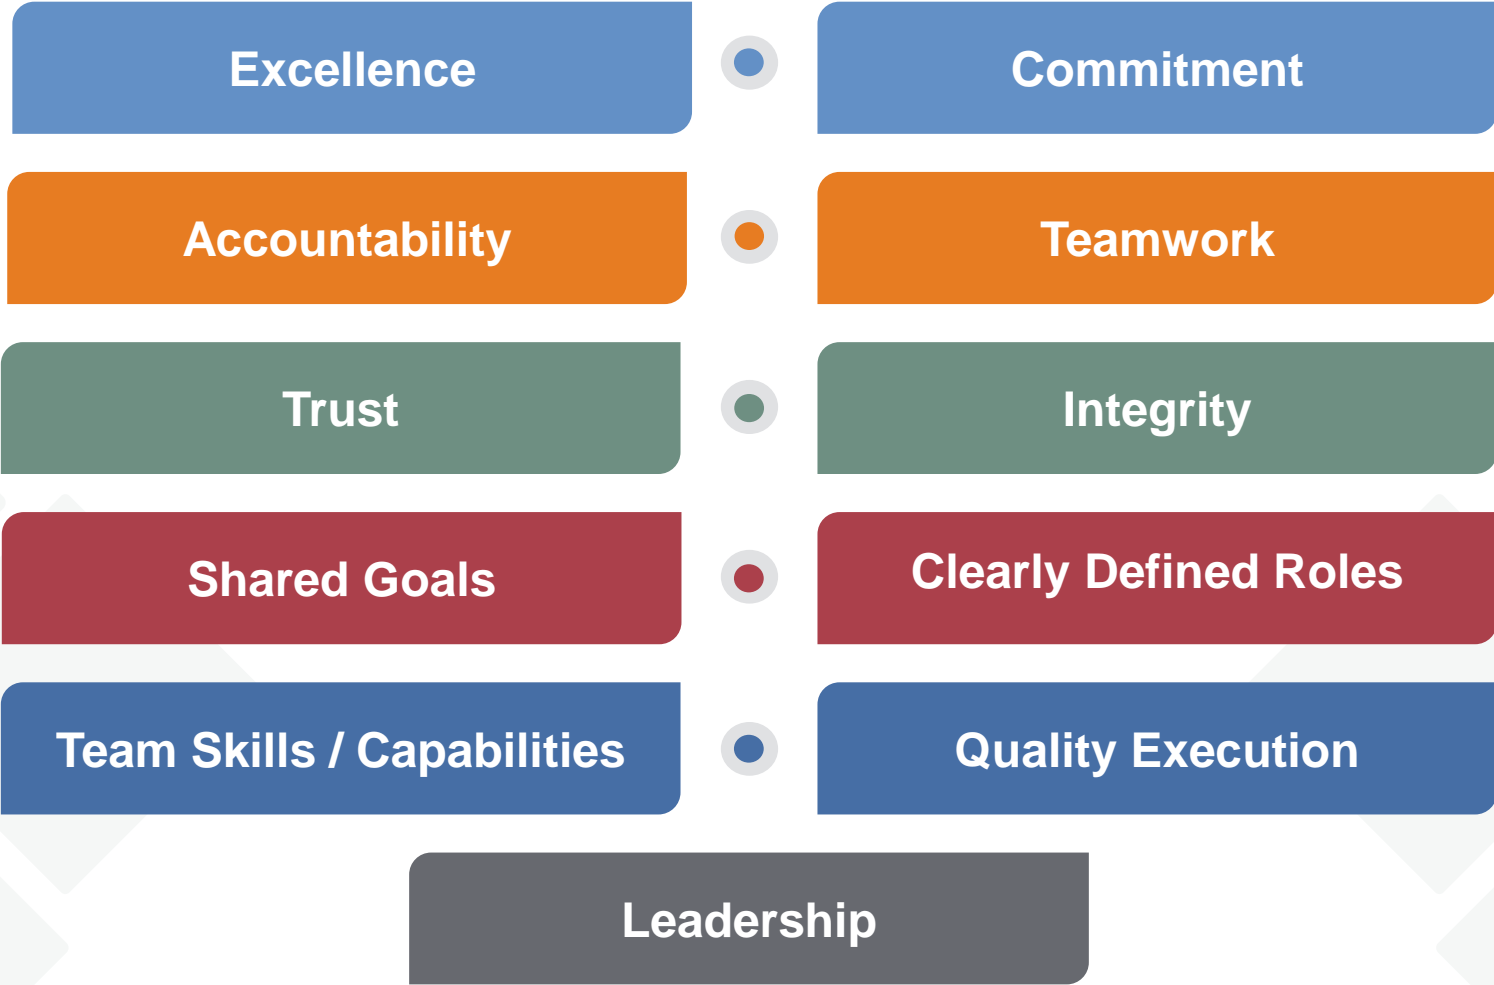 Excellence
Commitment
Accountability
Teamwork
Trust
Integrity
Shared Goals
Clearly Defined Roles
Team Skills / Capabilities
Quality Execution
Leadership